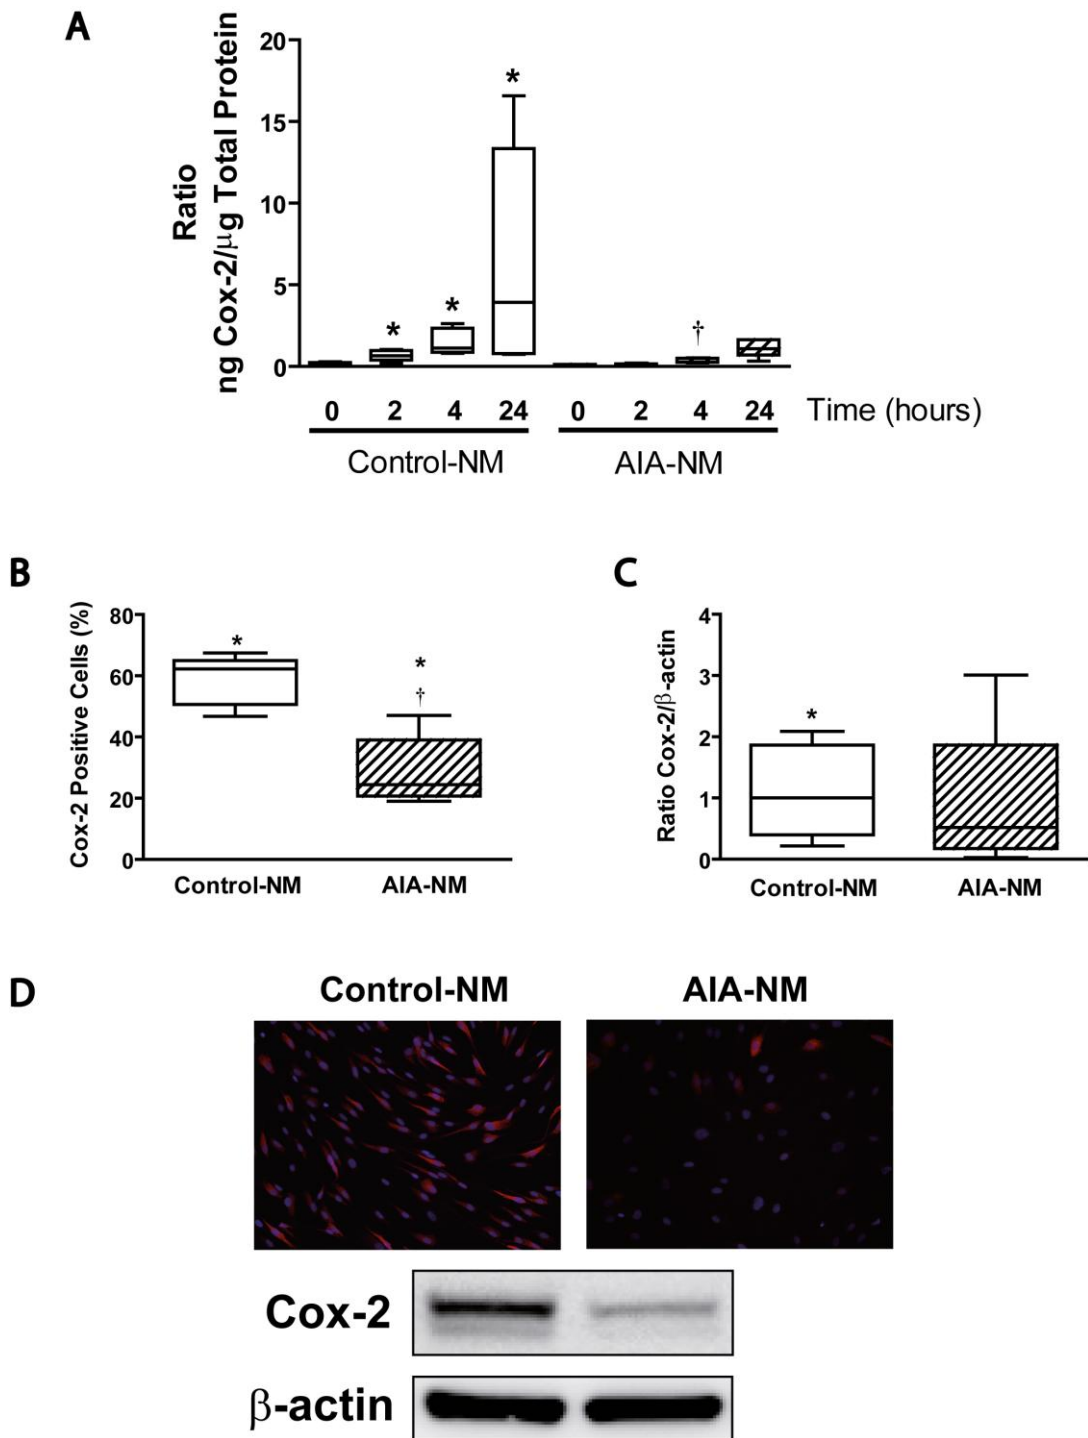 A
Ratio
ng Cox-2/μg Total Protein
20
15
10
5
0
*
*
*
†
0 2 4 24 0 2 4 24 Time (hours)
Control-NM AIA-NM
B
Cox-2 Positive Cells (%)
80
60
40
20
0
*
*
†
Control-NM AIA-NM
C
Ratio Cox-2/β-actin
4
3
2
1
0
*
Control-NM AIA-NM
D
Control-NM AIA-NM
Cox-2
β-actin